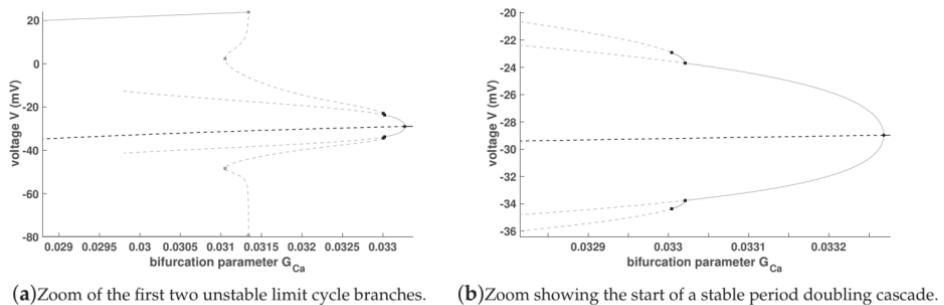 20
0
-20
-40
-60
-80
voltage V (mV)
0.029 0.0295 0.03 0.0305 0.031 0.0315 0.032 0.0325 0.033
bifurcation parameter G_Ca
-20
-22
-24
-26
-28
-30
-32
-34
-36
voltage V (mV)
0.0329 0.033 0.0331 0.0332
bifurcation parameter G_Ca
(a)Zoom of the first two unstable limit cycle branches.
(b)Zoom showing the start of a stable period doubling cascade.